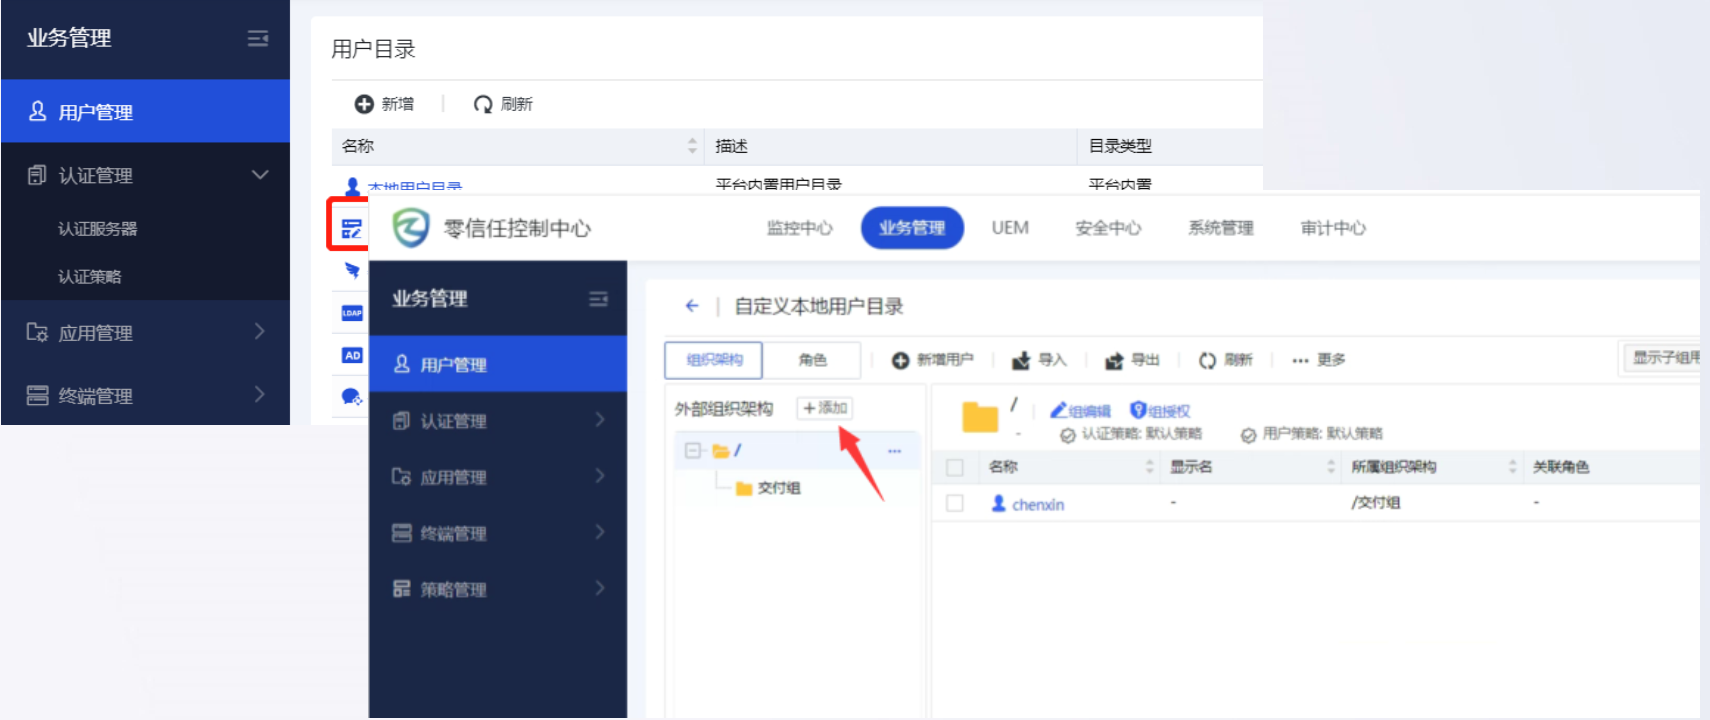 业务管理
用户管理
认证管理
认证服务器
认证策略
应用管理
终端管理
用户目录
新增
刷新
名称
描述
目录类型
本地用户目录
平台内置用户目录
平台内置
LDAP
AD
零信任控制中心
监控中心
业务管理
UEM
安全中心
系统管理
审计中心
业务管理
用户管理
认证管理
应用管理
终端管理
策略管理
自定义本地用户目录
组织架构
角色
新增用户
导入
导出
刷新
更多
显示子组用
外部组织架构
+添加
/
交付组
/
组编辑
组授权
-
认证策略: 默认策略
用户策略: 默认策略
名称
显示名
所属组织架构
关联角色
chenxin
-
/交付组
-